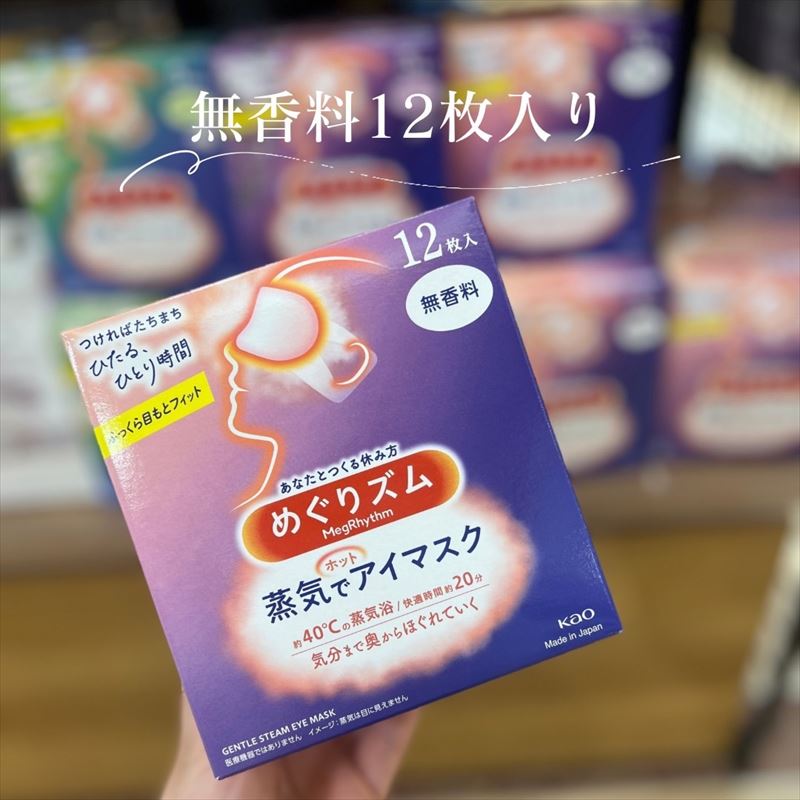 無香料12枚入り
12枚入
無香料
つければたちまち
ひたる、
ひとり時間
ふっくら目もとフィット
あなたとつくる休み方
めぐりズム
MegRhythm
ホット
蒸気でアイマスク
約40℃の蒸気浴/快適時間約20分
気分まで奥からほぐれていく
Kao
Made in Japan
GENTLE STEAM EYE MASK
医療機器ではありません イメージ:蒸気は目に見えません